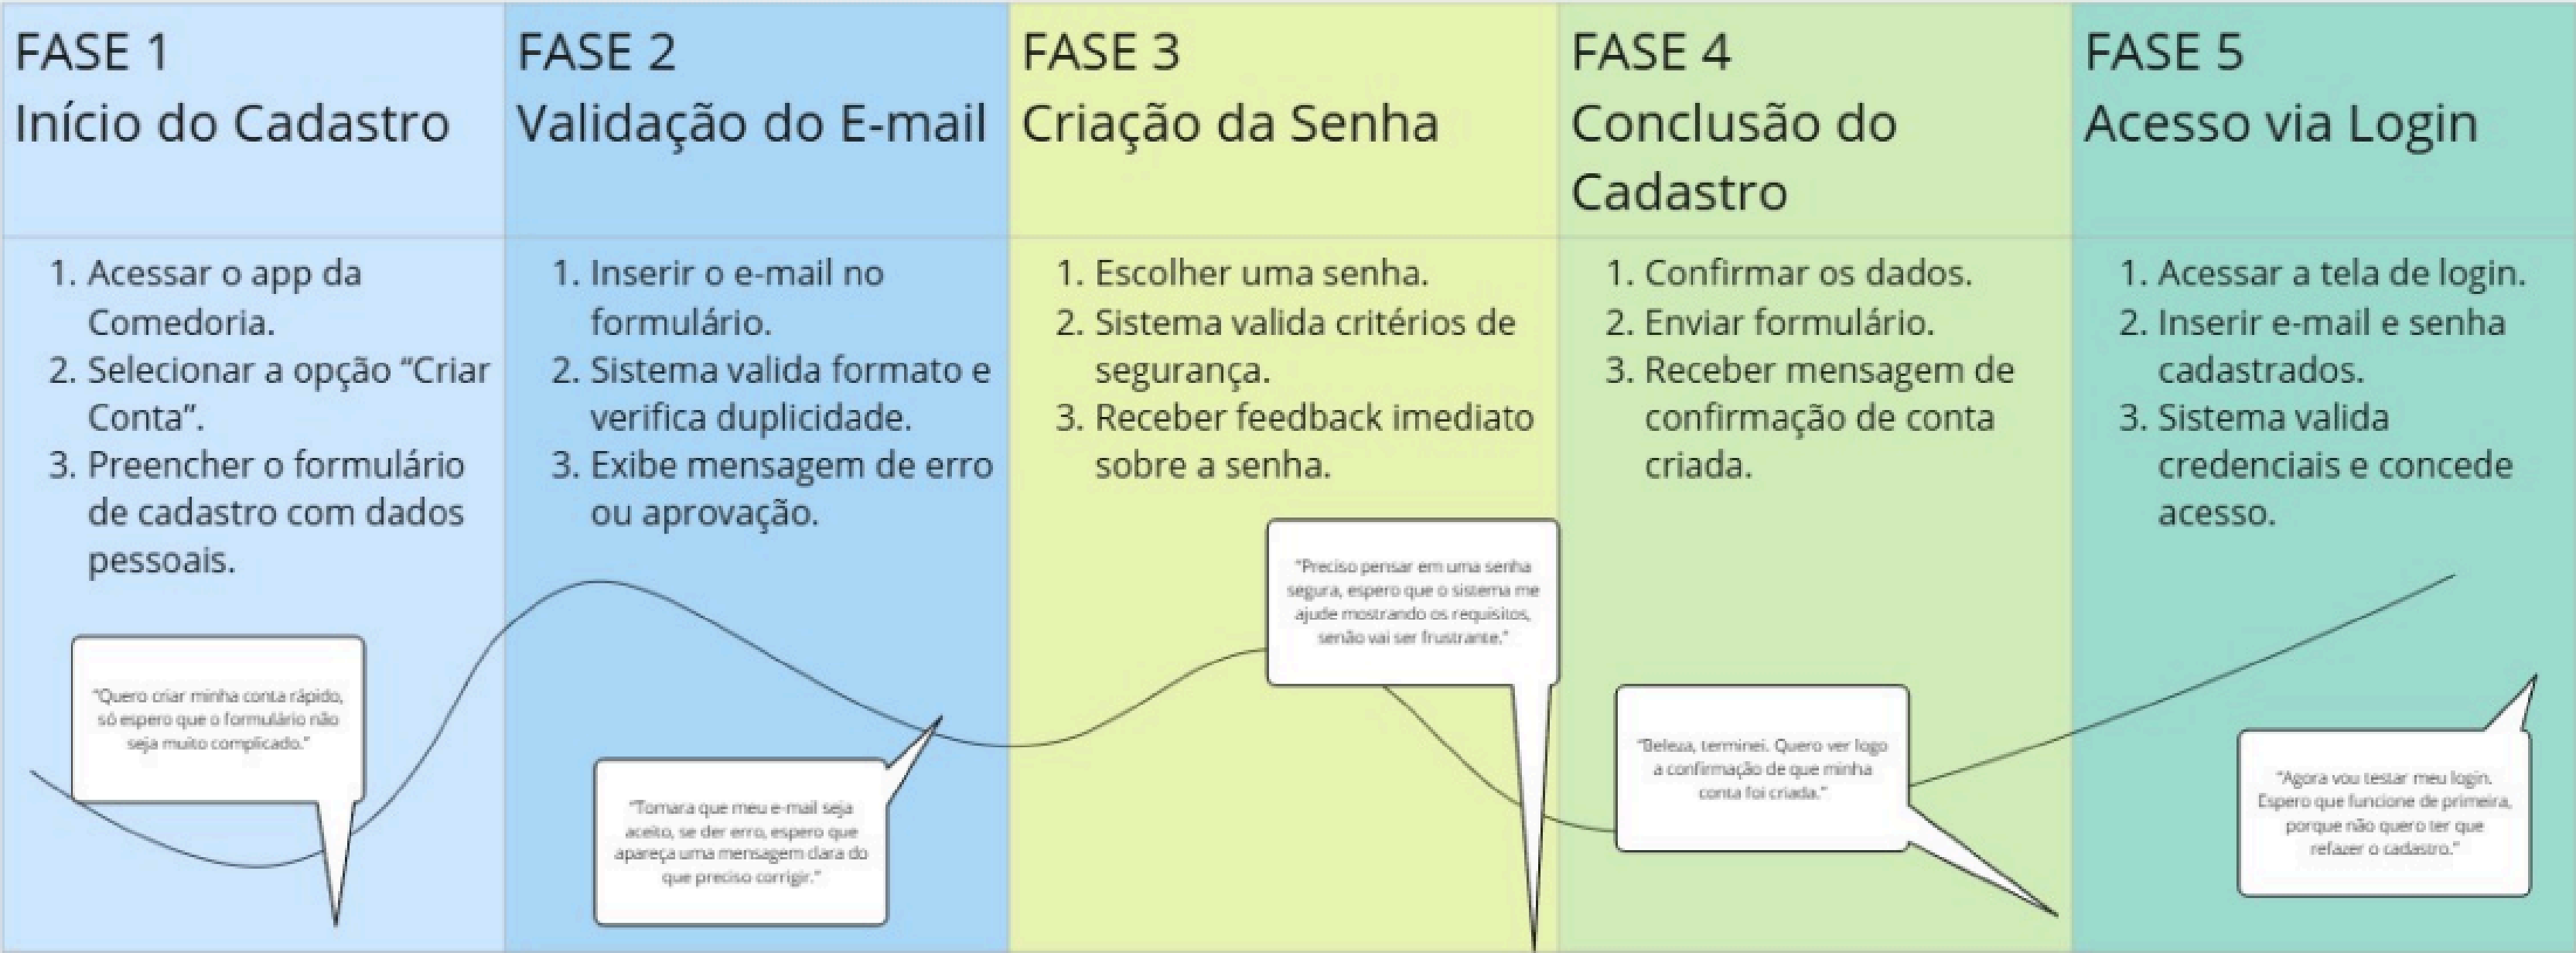 FASE 1
Início do Cadastro
FASE 2
Validação do E-mail
FASE 3
Criação da Senha
FASE 4
Conclusão do
Cadastro
FASE 5
Acesso via Login
1. Acessar o app da
Comedoria.
2. Selecionar a opção “Criar
Conta”.
3. Preencher o formulário
de cadastro com dados
pessoais.
"Quero criar minha conta rápido,
só espero que o formulário não
seja muito complicado."
1. Inserir o e-mail no
formulário.
2. Sistema valida formato e
verifica duplicidade.
3. Exibe mensagem de erro
ou aprovação.
"Tomara que meu e-mail seja
aceito, se der erro, espero que
apareça uma mensagem clara do
que preciso corrigir."
1. Escolher uma senha.
2. Sistema valida critérios de
segurança.
3. Receber feedback imediato
sobre a senha.
"Preciso pensar em uma senha
segura, espero que o sistema me
ajude mostrando os requisitos,
senão vai ser frustrante."
1. Confirmar os dados.
2. Enviar formulário.
3. Receber mensagem de
confirmação de conta
criada.
"Beleza, terminei. Quero ver logo
a confirmação de que minha
conta foi criada."
1. Acessar a tela de login.
2. Inserir e-mail e senha
cadastrados.
3. Sistema valida
credenciais e concede
acesso.
"Agora vou testar meu login.
Espero que funcione de primeira,
porque não quero ter que
refazer o cadastro."